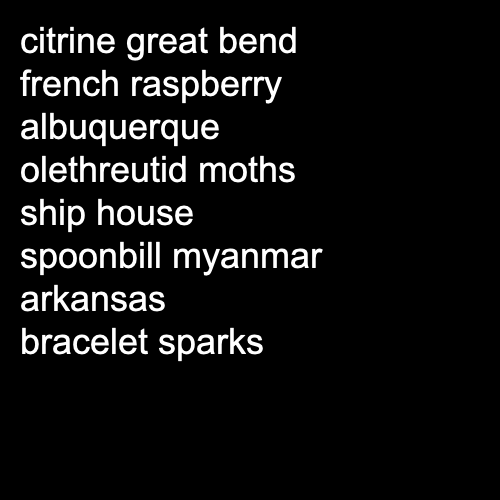 citrine great bend
french raspberry
albuquerque
olethreutid moths
ship house
spoonbill myanmar
arkansas
bracelet sparks